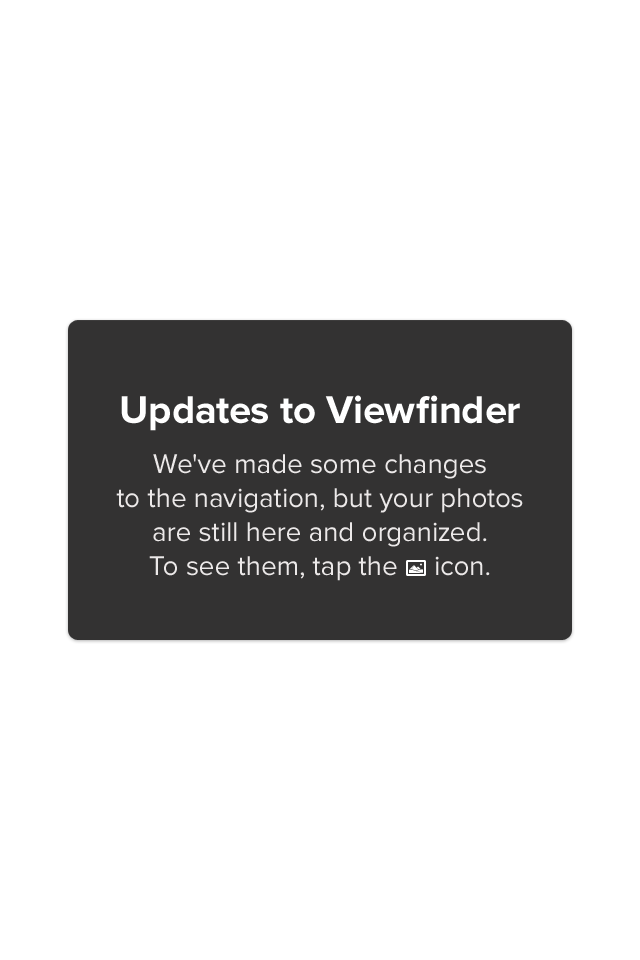 Updates to Viewfinder
We've made some changes
to the navigation, but your photos
are still here and organized.
To see them, tap the icon.